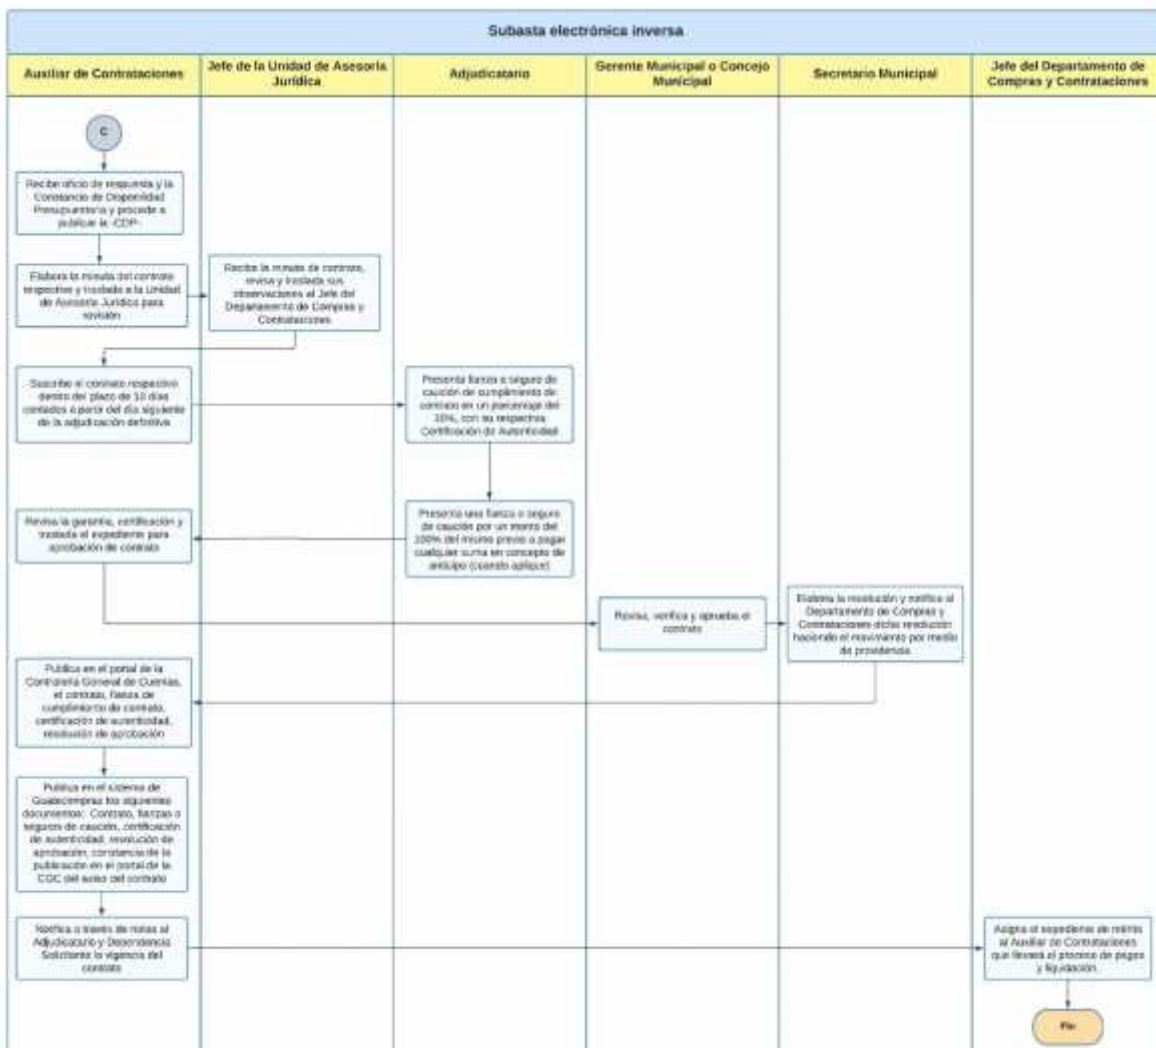 Subasta electrónica inversa
Auxiliar de Contrataciones
Jefe de la Unidad de Asesoría
Jurídica
Adjudicatario
Gerente Municipal o Concejo
Municipal
Secretario Municipal
Jefe del Departamento de
Compras y Contrataciones
C
Recibe oficio de respuesta y la
Constancia de Disponilidad
Presupuestaria y procede a
publicar la -CDP-
Elabora la minuta del contrato
respectivo y traslada a la Unidad
de Asesoría Jurídica para
revisión
Recibe la minuta de contrato,
revisa y traslada sus
observaciones al Jefe del
Departamento de Compras y
Contrataciones
Suscribe el contrato respectivo
dentro del plazo de 10 días
contados a partir del día siguiente
de la adjudicación definitiva
Presenta fianza o seguro de
caución de cumplimiento de
contrato en un porcentaje del
10%, con su respectiva
Certificación de Autenticidad
Presenta una fianza o seguro
de caución por un monto del
100% del mismo previo a pagar
cualquier suma en concepto de
anticipo (cuando aplique)
Revisa la garantía, certificación y
traslada el expediente para
aprobación de contrato
Revisa, verifica y aprueba el
contrato
Elabora la resolución y notifica al
Departamento de Compras y
Contrataciones dicha resolución
haciendo el movimiento por medio
de providencia
Publica en el portal de la
Contraloría General de Cuentas,
el contrato, fianza de
cumplimiento de contrato,
certificación de autenticidad,
resolución de aprobación
Publica en el sistema de
Guatecompras los siguientes
documentos: Contrato, fianzas o
seguros de caución, certificación
de autenticidad, resolución de
aprobación, constancia de la
publicación en el portal de la
CGC del aviso del contrato
Notifica a través de notas al
Adjudicatario y Dependencia
Solicitante la vigencia del
contrato
Asigna el expediente de mérito
al Auxiliar de Contrataciones
que llevará el proceso de pagos
y liquidación.
Fin